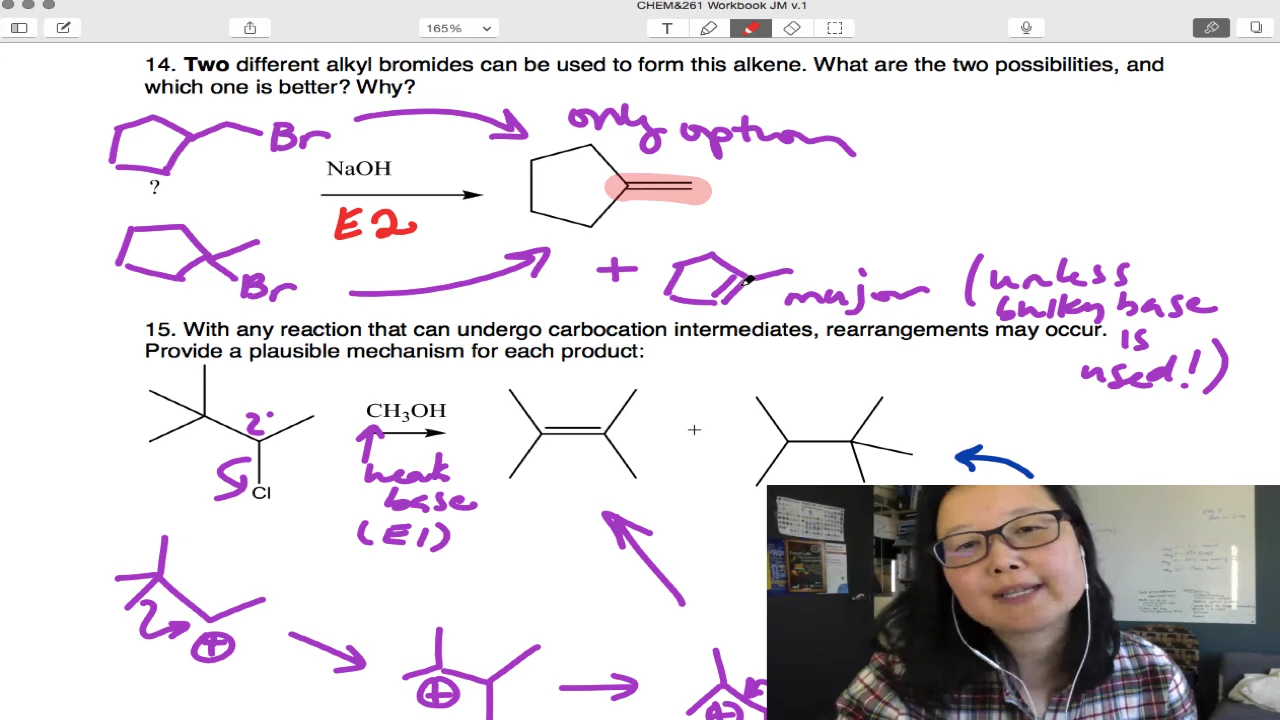 CHEM&261 Workbook JM v.1
165%
T
14. Two different alkyl bromides can be used to form this alkene. What are the two possibilities, and
which one is better? Why?
Br
only option
NaOH
?
E2
Br
+
major
(unless
bulky base
is
used!)
15. With any reaction that can undergo carbocation intermediates, rearrangements may occur.
Provide a plausible mechanism for each product:
2°
CH3OH
+
Cl
weak
base
(E1)
+
+